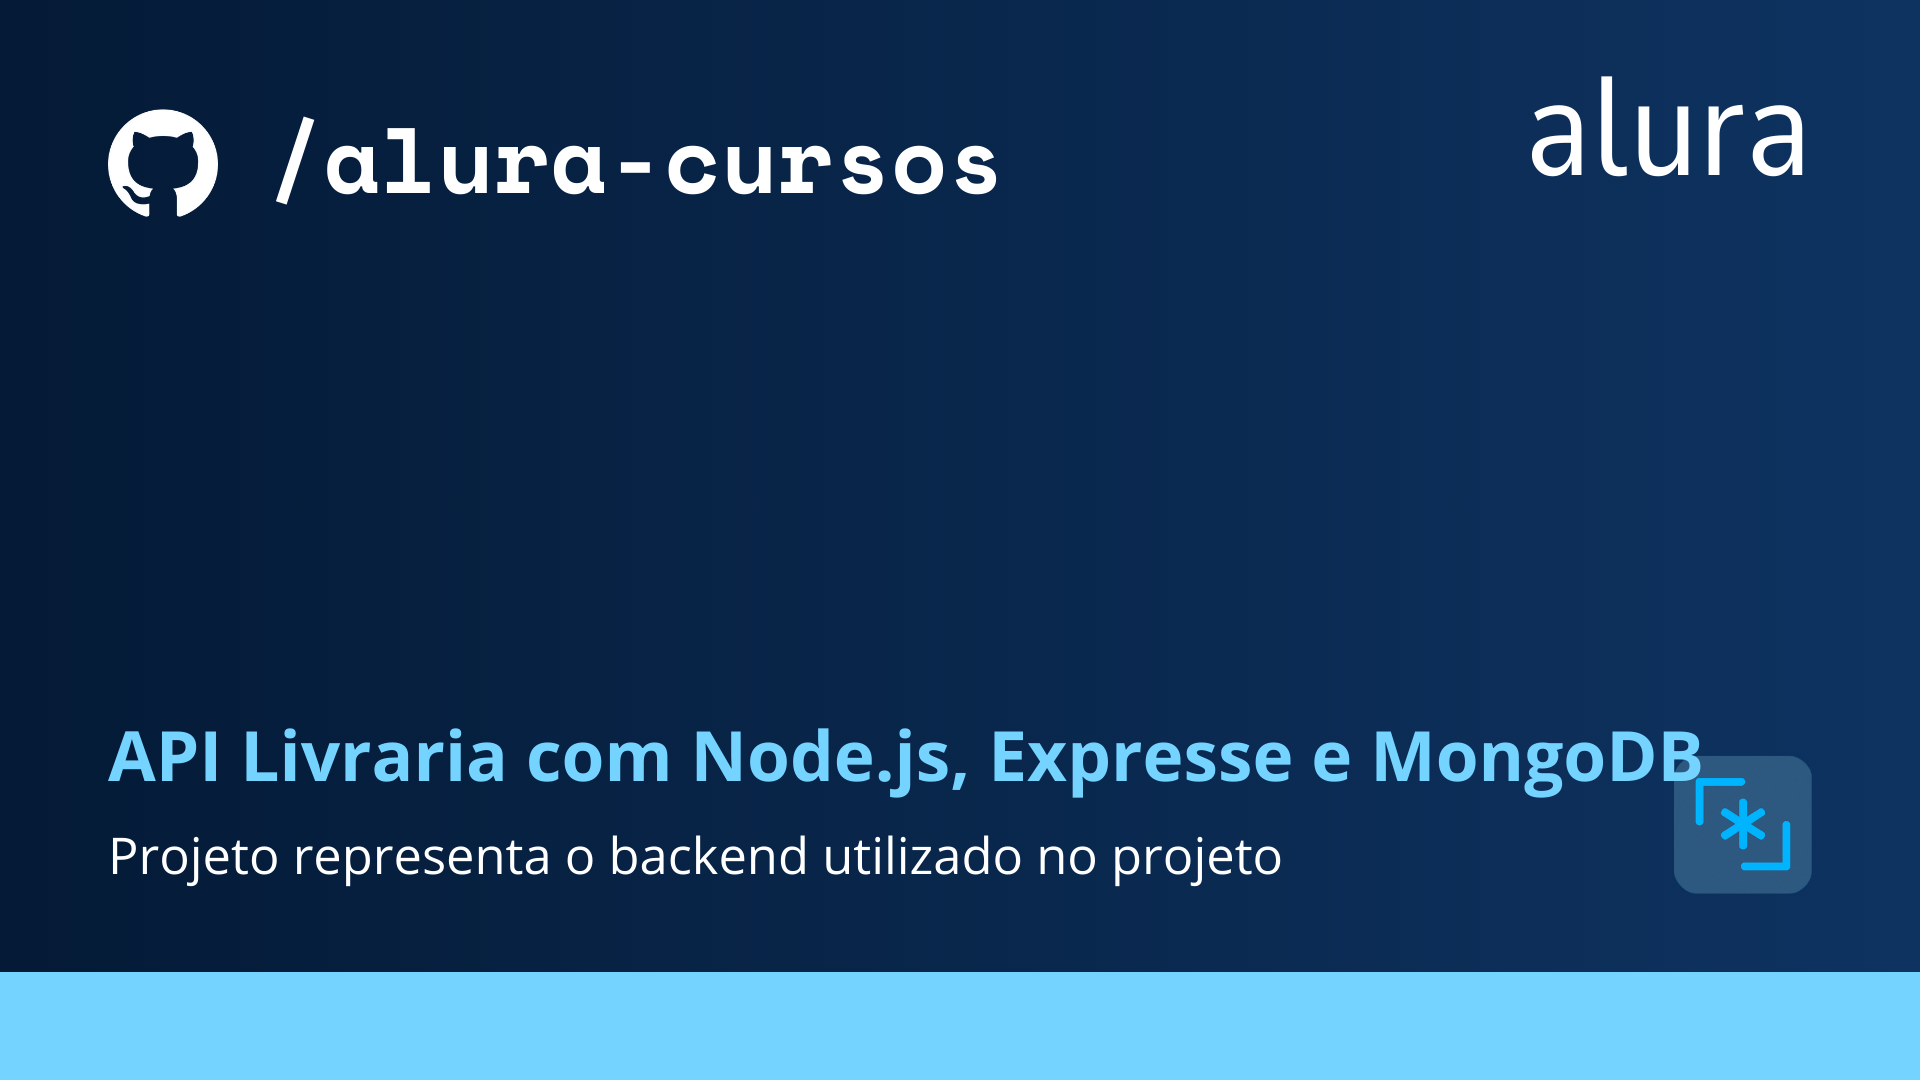 /alura-cursos
alura
API Livraria com Node.js, Expresse e MongoDB
Projeto representa o backend utilizado no projeto